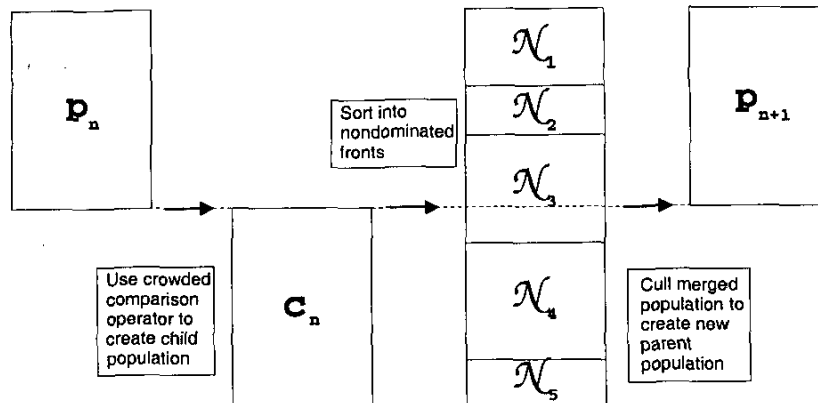 p_n
Use crowded
comparison
operator to
create child
population
c_n
Sort into
nondominated
fronts
𝒩_1
𝒩_2
𝒩_3
𝒩_4
𝒩_5
Cull merged
population to
create new
parent
population
p_n+1